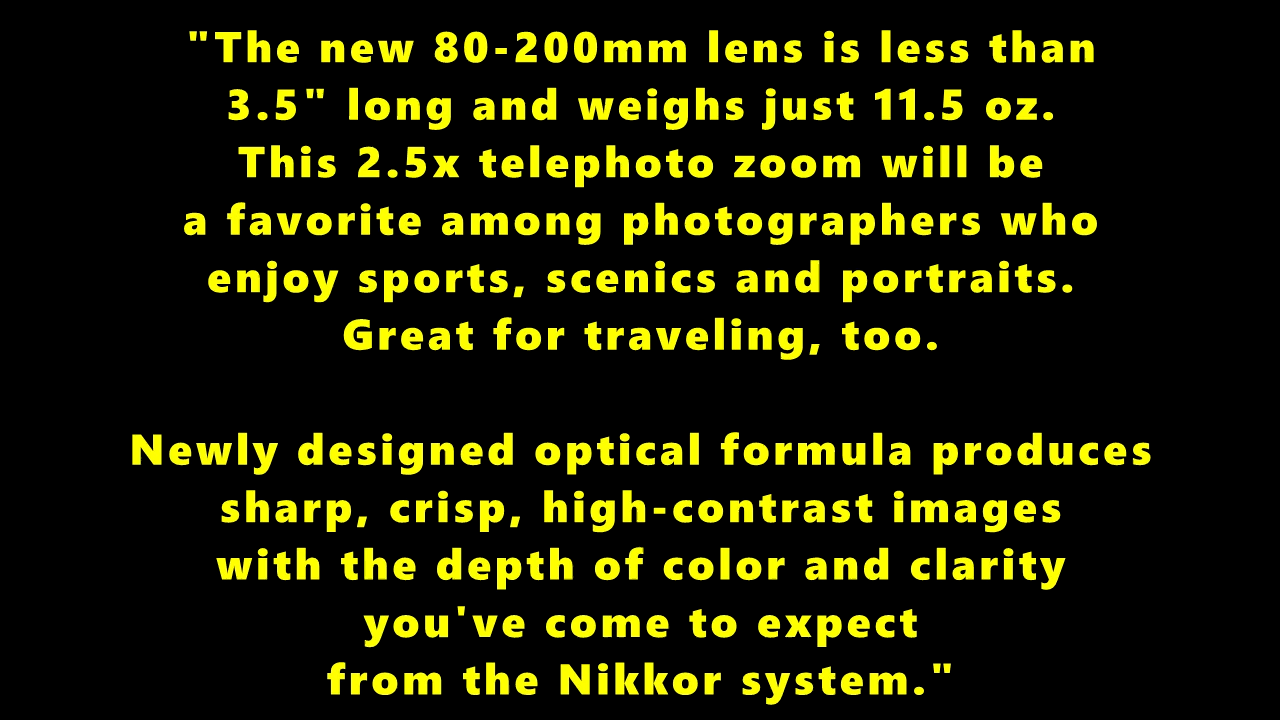 "The new 80-200mm lens is less than
3.5" long and weighs just 11.5 oz.
This 2.5x telephoto zoom will be
a favorite among photographers who
enjoy sports, scenics and portraits.
Great for traveling, too.
Newly designed optical formula produces
sharp, crisp, high-contrast images
with the depth of color and clarity
you've come to expect
from the Nikkor system."